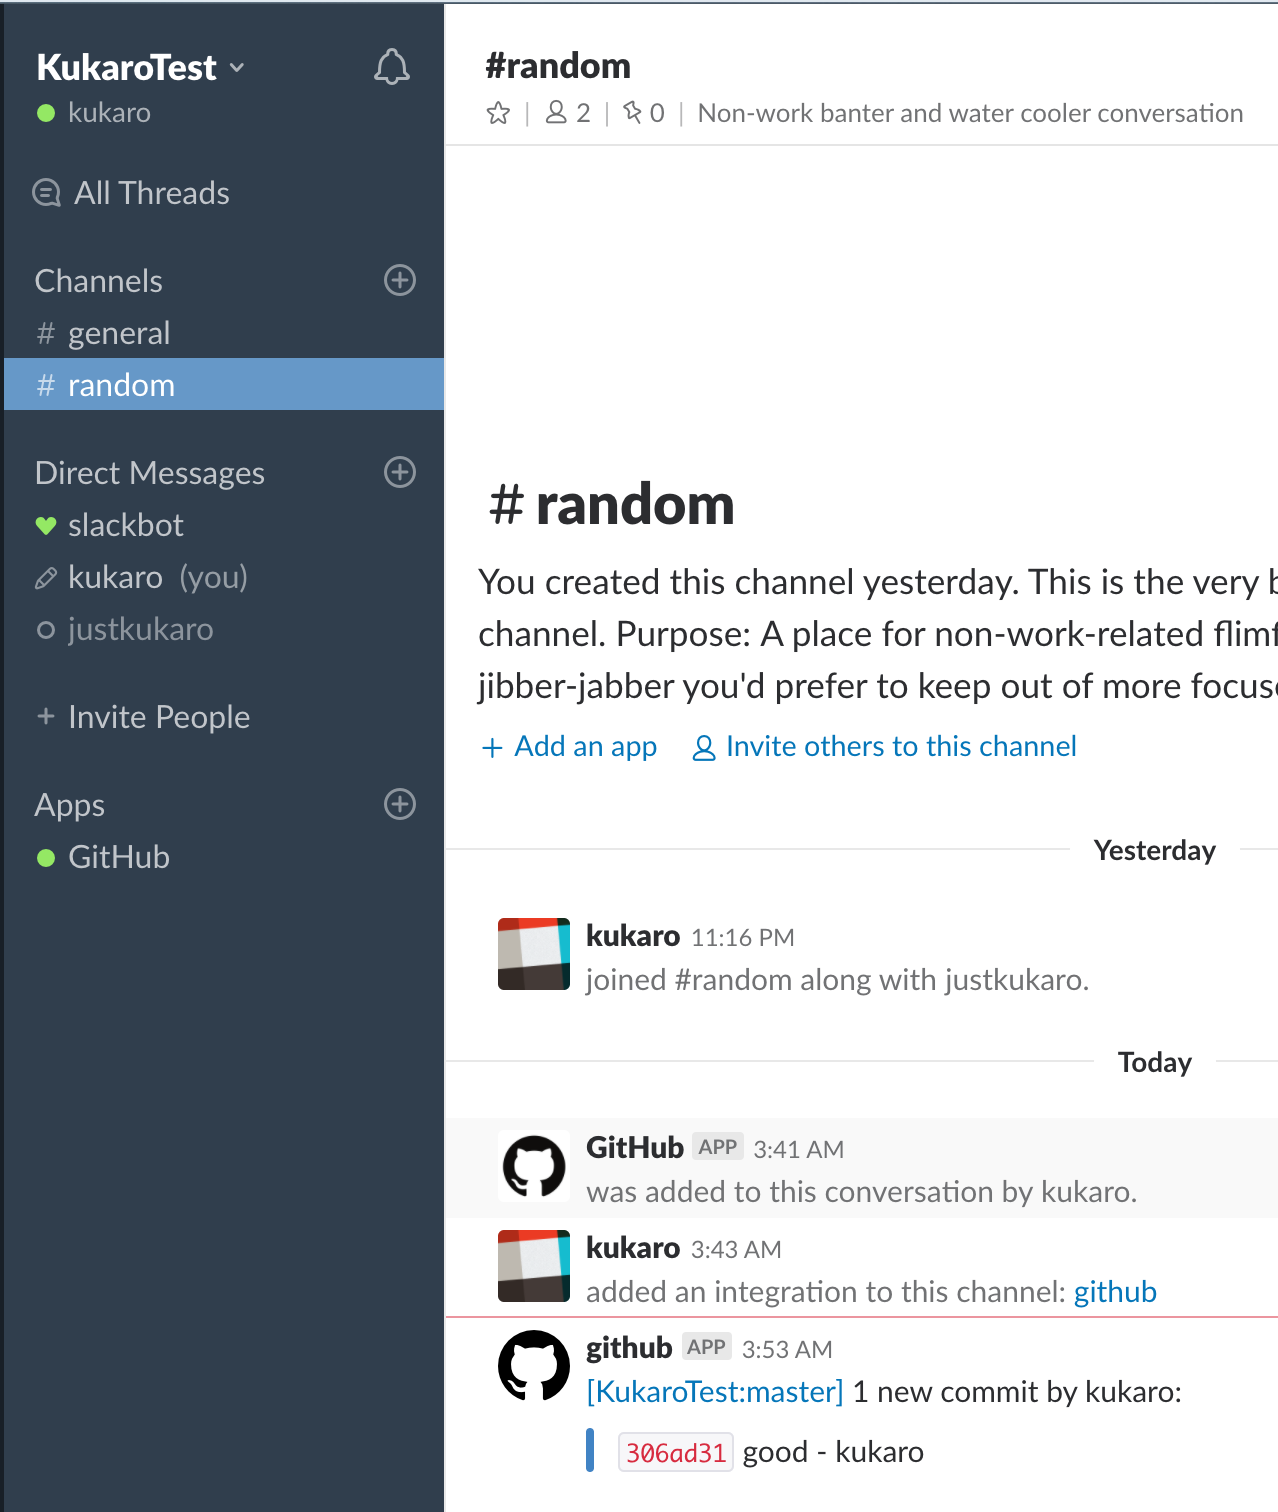 KukaroTest
kukaro
All Threads
Channels
# general
# random
Direct Messages
slackbot
kukaro (you)
justkukaro
+ Invite People
Apps
GitHub
#random
2 | 0 | Non-work banter and water cooler conversation
# random
You created this channel yesterday. This is the very
channel. Purpose: A place for non-work-related
jibber-jabber you'd prefer to keep out of more
+ Add an app Invite others to this channel
Yesterday
kukaro 11:16 PM
joined #random along with justkukaro.
Today
GitHub APP 3:41 AM
was added to this conversation by kukaro.
kukaro 3:43 AM
added an integration to this channel: github
github APP 3:53 AM
[KukaroTest:master] 1 new commit by kukaro:
306ad31 good - kukaro